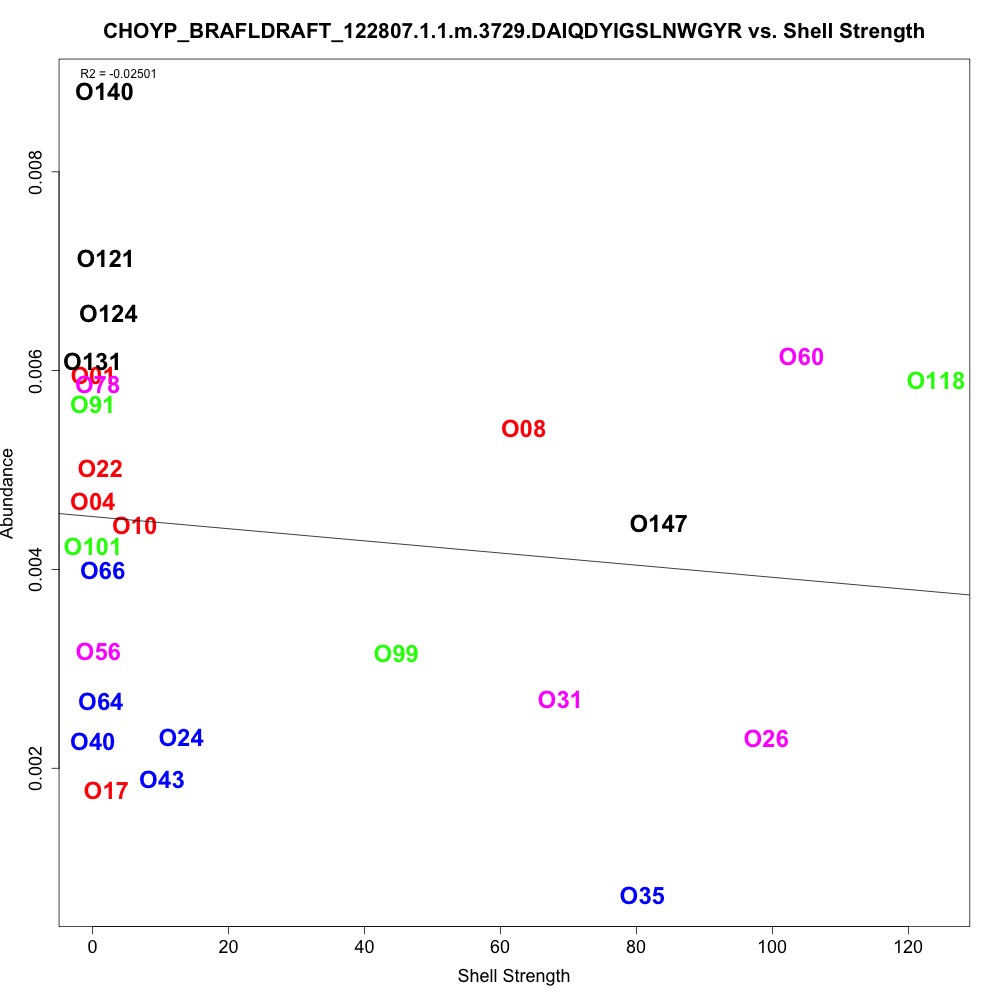 CHOYP_BRAFLDRAFT_122807.1.1.m.3729.DAIQDYIGSLNWGYR vs. Shell Strength
R2 = -0.02501
O140
0.008
O121
O124
O131
O60
0.006
O01
O78
O118
O91
O08
O22
Abundance
O04
O10
O147
O101
O66
0.004
O56
O99
O64
O31
O40
O24
O26
0.002
O43
O17
O35
0 20 40 60 80 100 120
Shell Strength